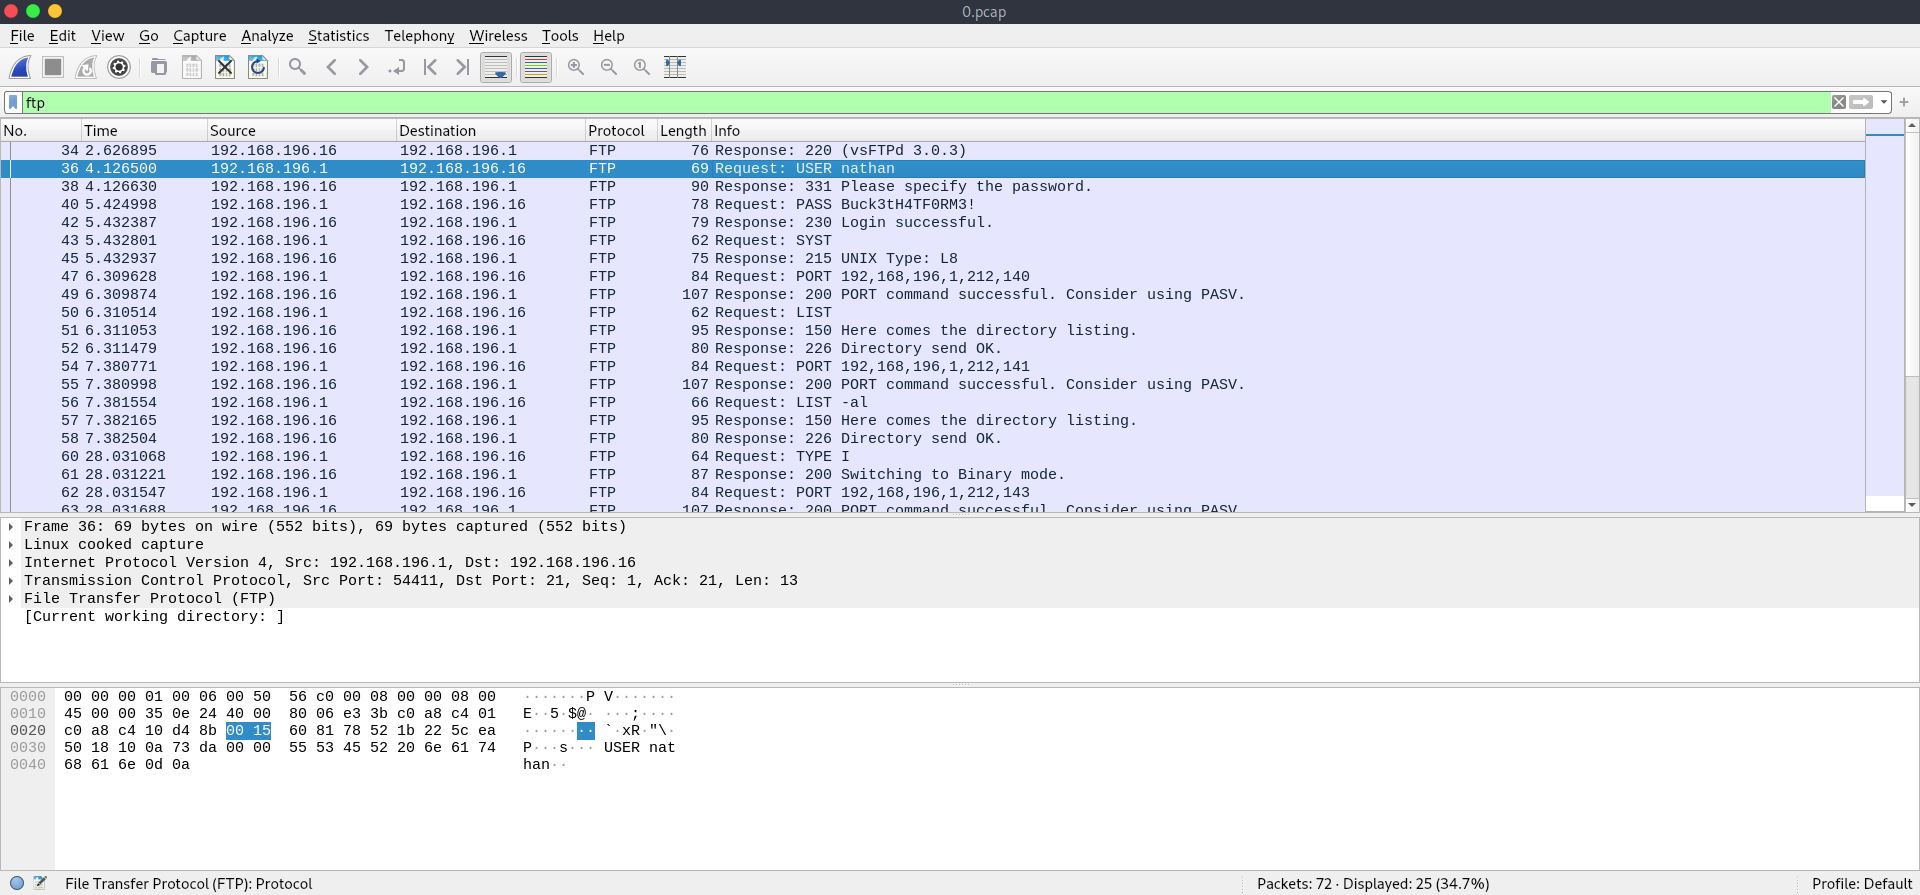 0.pcap
File Edit View Go Capture Analyze Statistics Telephony Wireless Tools Help
ftp
No. Time Source Destination Protocol Length Info
34 2.626895 192.168.196.16 192.168.196.1 FTP 76 Response: 220 (vsFTPd 3.0.3)
36 4.126500 192.168.196.1 192.168.196.16 FTP 69 Request: USER nathan
38 4.126630 192.168.196.16 192.168.196.1 FTP 90 Response: 331 Please specify the password.
40 5.424998 192.168.196.1 192.168.196.16 FTP 78 Request: PASS Buck3tH4TF0RM3!
42 5.432387 192.168.196.16 192.168.196.1 FTP 79 Response: 230 Login successful.
43 5.432801 192.168.196.1 192.168.196.16 FTP 62 Request: SYST
45 5.432937 192.168.196.16 192.168.196.1 FTP 75 Response: 215 UNIX Type: L8
47 6.309628 192.168.196.1 192.168.196.16 FTP 84 Request: PORT 192,168,196,1,212,140
49 6.309874 192.168.196.16 192.168.196.1 FTP 107 Response: 200 PORT command successful. Consider using PASV.
50 6.310514 192.168.196.1 192.168.196.16 FTP 62 Request: LIST
51 6.311053 192.168.196.16 192.168.196.1 FTP 95 Response: 150 Here comes the directory listing.
52 6.311479 192.168.196.16 192.168.196.1 FTP 80 Response: 226 Directory send OK.
54 7.380771 192.168.196.1 192.168.196.16 FTP 84 Request: PORT 192,168,196,1,212,141
55 7.380998 192.168.196.16 192.168.196.1 FTP 107 Response: 200 PORT command successful. Consider using PASV.
56 7.381554 192.168.196.1 192.168.196.16 FTP 66 Request: LIST -al
57 7.382165 192.168.196.16 192.168.196.1 FTP 95 Response: 150 Here comes the directory listing.
58 7.382504 192.168.196.16 192.168.196.1 FTP 80 Response: 226 Directory send OK.
60 28.031068 192.168.196.1 192.168.196.16 FTP 64 Request: TYPE I
61 28.031221 192.168.196.16 192.168.196.1 FTP 87 Response: 200 Switching to Binary mode.
62 28.031547 192.168.196.1 192.168.196.16 FTP 84 Request: PORT 192,168,196,1,212,143
63 28.031688 192.168.196.16 192.168.196.1 FTP 107 Response: 200 PORT command successful. Consider using PASV.
Frame 36: 69 bytes on wire (552 bits), 69 bytes captured (552 bits)
Linux cooked capture
Internet Protocol Version 4, Src: 192.168.196.1, Dst: 192.168.196.16
Transmission Control Protocol, Src Port: 54411, Dst Port: 21, Seq: 1, Ack: 21, Len: 13
File Transfer Protocol (FTP)
[Current working directory: ]
0000 00 00 00 01 00 06 00 50 56 c0 00 08 00 00 08 00 ·······P V·······
0010 45 00 00 35 0e 24 40 00 80 06 e3 3b c0 a8 c4 01 E··5·$@· ···;····
0020 c0 a8 c4 10 d4 8b 00 15 60 81 78 52 1b 22 5c ea ········ `·xR·"\·
0030 50 18 10 0a 73 da 00 00 55 53 45 52 20 6e 61 74 P···s··· USER nat
0040 68 61 6e 0d 0a han··
File Transfer Protocol (FTP): Protocol
Packets: 72 · Displayed: 25 (34.7%)
Profile: Default